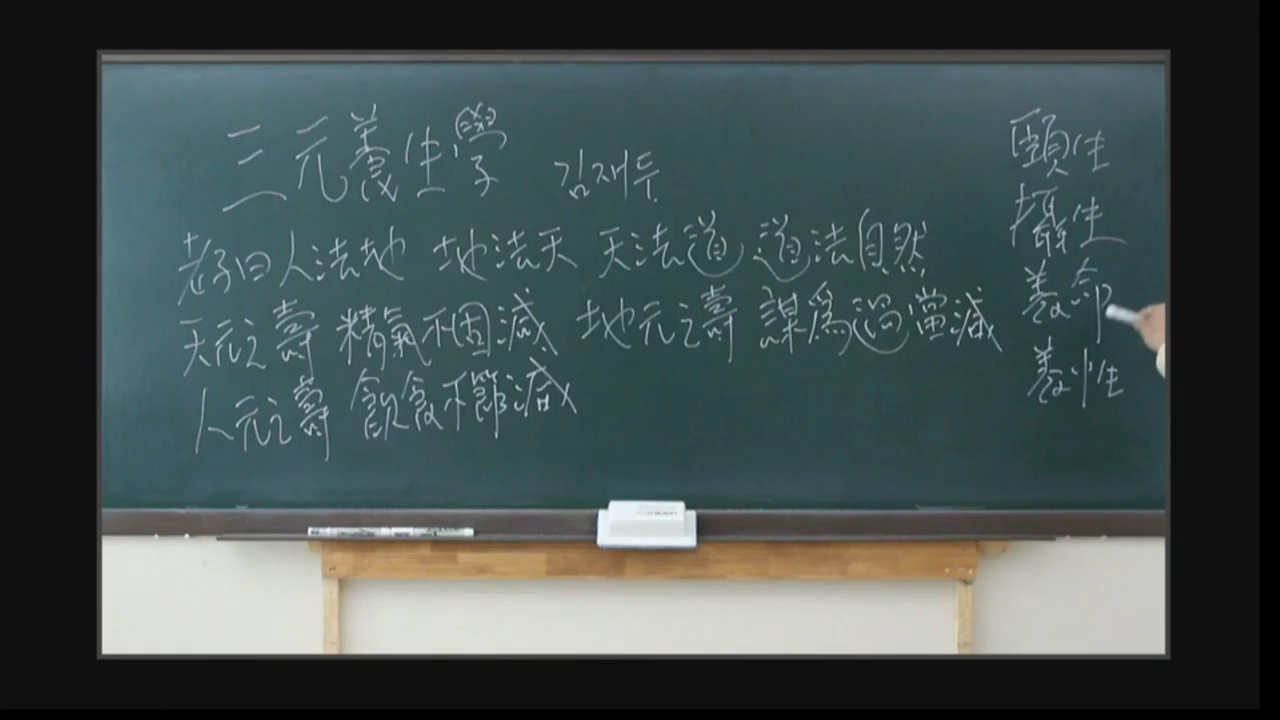 三元養生學 김재두
老子曰人法地 地法天 天法道 道法自然
天元之壽 精氣不固減 地元之壽 謀爲過當減
人元之壽 飮食不節減
頤生
攝生
養命
養性